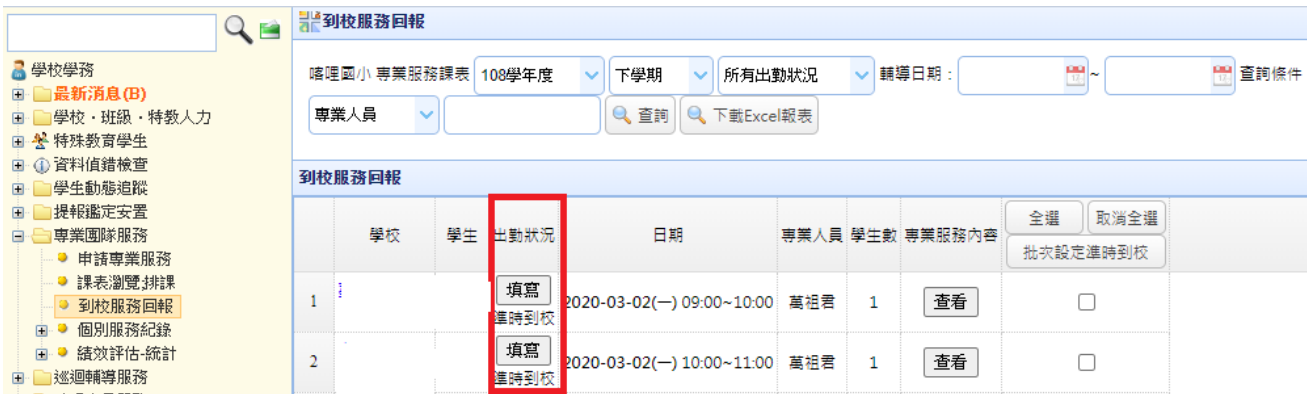 到校服務回報
學校學務
最新消息(B)
學校・班級・特教人力
特殊教育學生
資料偵錯檢查
學生動態追蹤
提報鑑定安置
專業團隊服務
申請專業服務
課表瀏覽;排課
到校服務回報
個別服務紀錄
績效評估-統計
巡迴輔導服務
喀哩國小 專業服務課表 108學年度 下學期 所有出勤狀況 輔導日期： ~ 查詢條件
專業人員 查詢 下載Excel報表
到校服務回報
學校 學生 出勤狀況 日期 專業人員 學生數 專業服務內容 全選 取消全選
批次設定準時到校
1 填寫 2020-03-02(一) 09:00~10:00 萬祖君 1 查看
準時到校
2 填寫 2020-03-02(一) 10:00~11:00 萬祖君 1 查看
準時到校